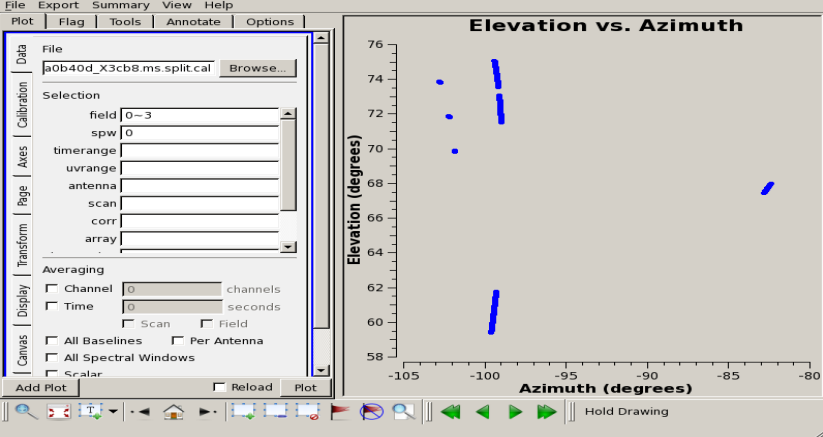 File Export Summary View Help
Plot Flag Tools Annotate Options
Data
Calibration
Axes
Page
Transform
Display
Canvas
File
a0b40d_X3cb8.ms.split.cal Browse...
Selection
field 0~3
spw 0
timerange
uvrange
antenna
scan
corr
array
Averaging
Channel 0 channels
Time 0 seconds
Scan Field
All Baselines Per Antenna
All Spectral Windows
Scalar
Add Plot Reload Plot
Elevation vs. Azimuth
Elevation (degrees)
76
74
72
70
68
66
64
62
60
58
-105 -100 -95 -90 -85 -80
Azimuth (degrees)
T
Hold Drawing